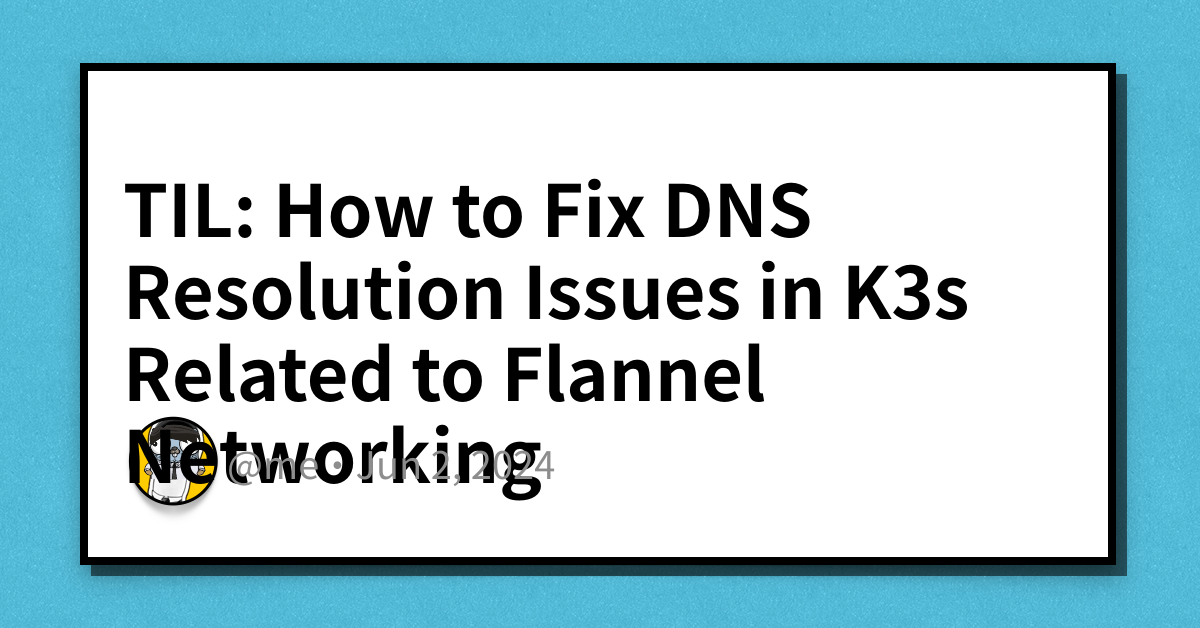 TIL: How to Fix DNS
Resolution Issues in K3s
Related to Flannel
Networking
@me • Jun 2, 2024